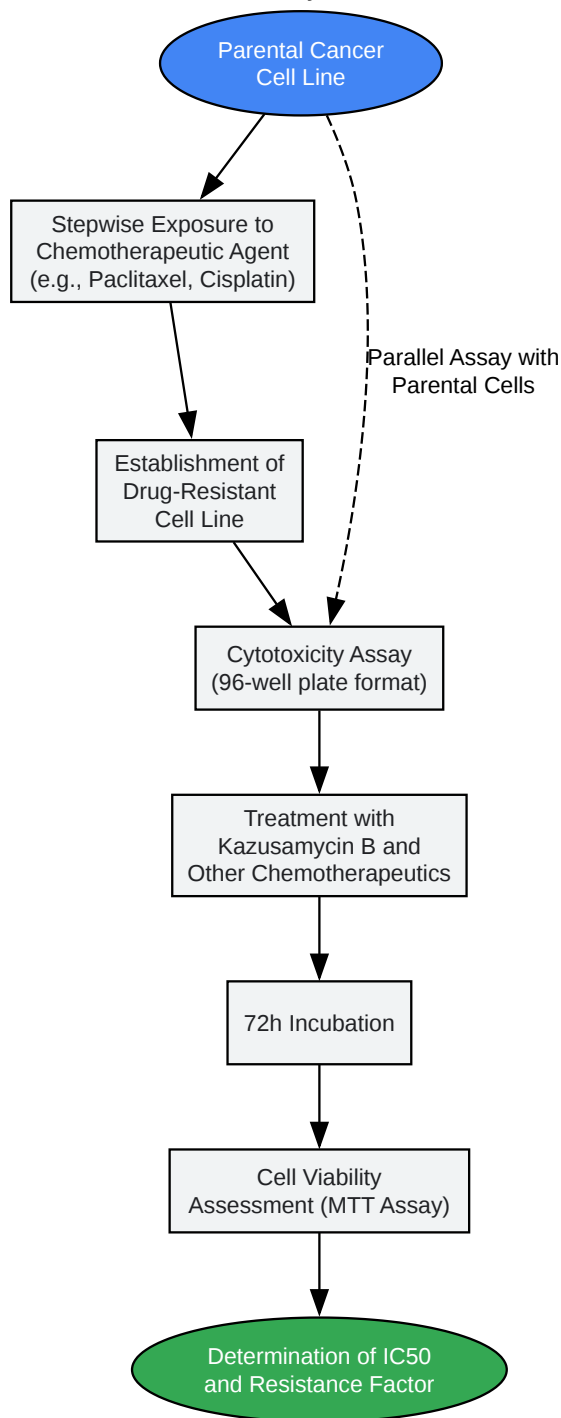 Parental Cancer
Cell Line
Stepwise Exposure to
Chemotherapeutic Agent
(e.g., Paclitaxel, Cisplatin)
Parallel Assay with
Parental Cells
Establishment of
Drug-Resistant
Cell Line
Cytotoxicity Assay
(96-well plate format)
Treatment with
Kazusamycin B and
Other Chemotherapeutics
72h Incubation
Cell Viability
Assessment (MTT Assay)
Determination of IC50
and Resistance Factor